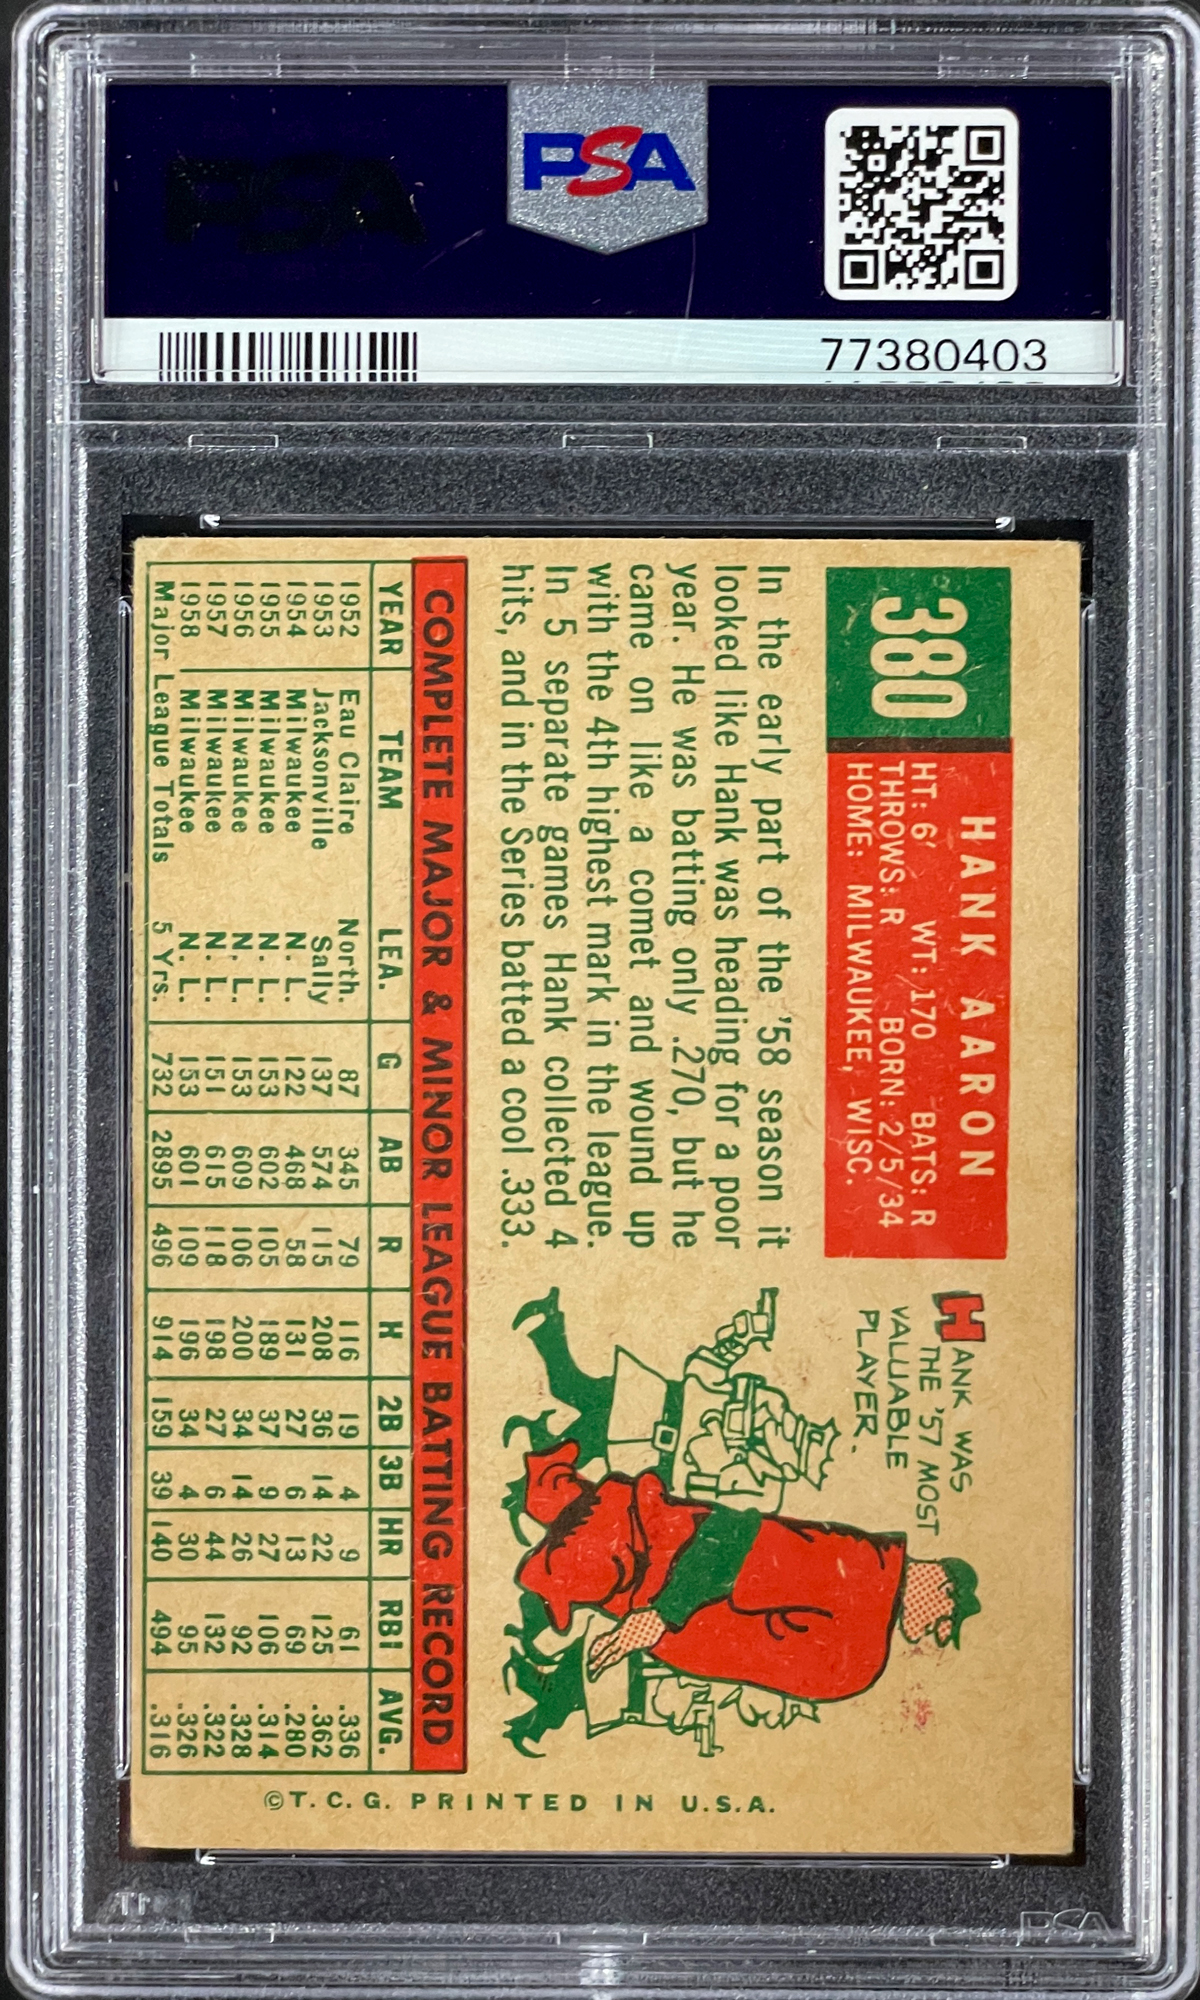 PSA
77380403
380
HANK AARON
HT: 6' WT: 170 BATS: R
THROWS: R BORN: 2/5/34
HOME: MILWAUKEE, WISC.
In the early part of the '58 season it
looked like Hank was heading for a poor
year. He was batting only .270, but he
came on like a comet and wound up
with the 4th highest mark in the league.
In 5 separate games Hank collected 4
hits, and in the Series batted a cool .333.
HANK WAS
THE '57 MOST
VALUABLE
PLAYER.
COMPLETE MAJOR & MINOR LEAGUE BATTING RECORD
YEAR TEAM LEA. G AB R H 2B 3B HR RBI AVG.
1952 Eau Claire North. 87 345 79 116 19 4 9 61 .336
1953 Jacksonville Sally 137 574 115 208 36 14 22 125 .362
1954 Milwaukee N. L. 122 468 58 131 27 6 13 69 .280
1955 Milwaukee N. L. 153 602 105 189 37 9 27 106 .314
1956 Milwaukee N. L. 153 609 106 200 34 14 26 92 .328
1957 Milwaukee N. L. 151 615 118 198 27 6 44 132 .322
1958 Milwaukee N. L. 153 601 109 196 34 4 30 95 .326
Major League Totals 5 Yrs. 732 2895 496 914 159 39 140 494 .316
©T. C. G. PRINTED IN U.S.A.
PSA